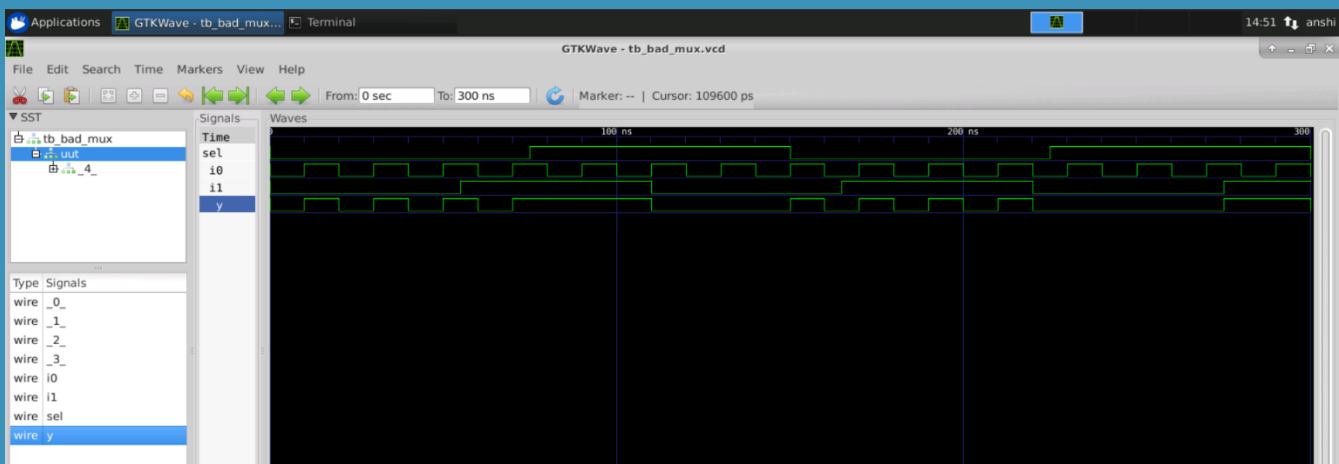 Applications GTKWave - tb_bad_mux... Terminal 14:51 anshi
GTKWave - tb_bad_mux.vcd
File Edit Search Time Markers View Help
From: 0 sec To: 300 ns Marker: -- | Cursor: 109600 ps
SST
tb_bad_mux
uut
_4_
Type Signals
wire _0_
wire _1_
wire _2_
wire _3_
wire i0
wire i1
wire sel
wire y
Signals
Time
sel
i0
i1
y
Waves
0 100 ns 200 ns 300